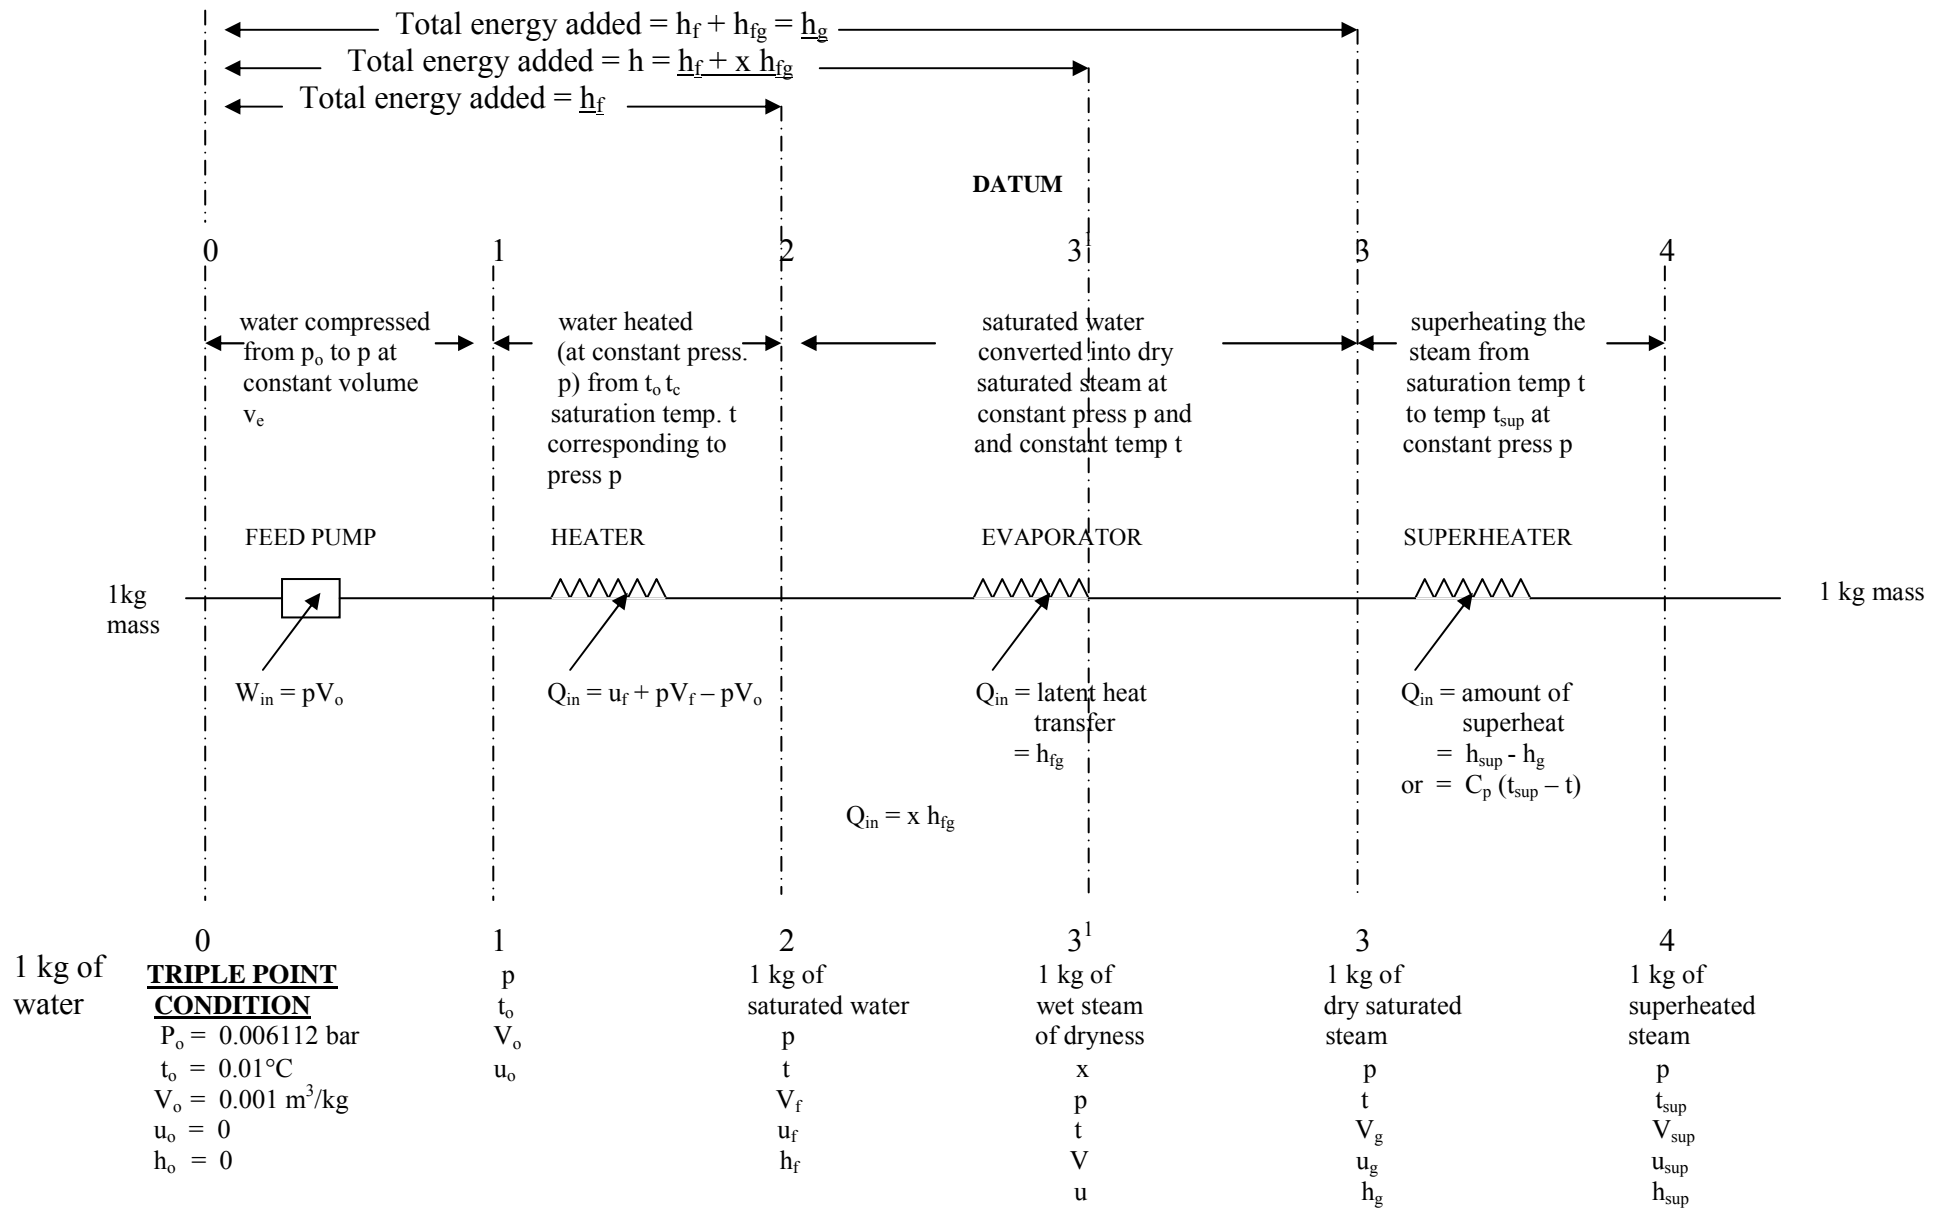 Total energy added = h_f + h_fg = h_g
Total energy added = h = h_f + x h_fg
Total energy added = h_f
DATUM
0 1 2 3^1 3 4
water compressed
from p_o to p at
constant volume
v_e
water heated
(at constant press.
p) from t_o t_c
saturation temp. t
corresponding to
press p
saturated water
converted into dry
saturated steam at
constant press p and
and constant temp t
superheating the
steam from
saturation temp t
to temp t_sup at
constant press p
FEED PUMP
HEATER
EVAPORATOR
SUPERHEATER
1kg
mass
1 kg mass
W_in = pV_o
Q_in = u_f + pV_f – pV_o
Q_in = latent heat
transfer
= h_fg
Q_in = amount of
superheat
= h_sup - h_g
or = C_p (t_sup – t)
Q_in = x h_fg
1 kg of
water
0
TRIPLE POINT
CONDITION
P_o = 0.006112 bar
t_o = 0.01°C
V_o = 0.001 m³/kg
u_o = 0
h_o = 0
1
p
t_o
V_o
u_o
2
1 kg of
saturated water
p
t
V_f
u_f
h_f
3^1
1 kg of
wet steam
of dryness
x
p
t
V
u
3
1 kg of
dry saturated
steam
p
t
V_g
u_g
h_g
4
1 kg of
superheated
steam
p
t_sup
V_sup
u_sup
h_sup